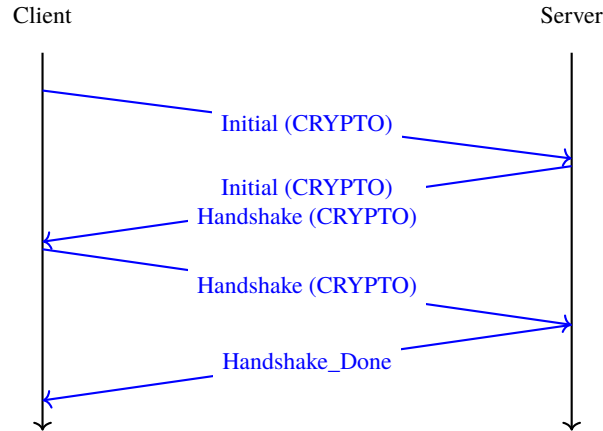 Client
Server
Initial (CRYPTO)
Initial (CRYPTO)
Handshake (CRYPTO)
Handshake (CRYPTO)
Handshake_Done